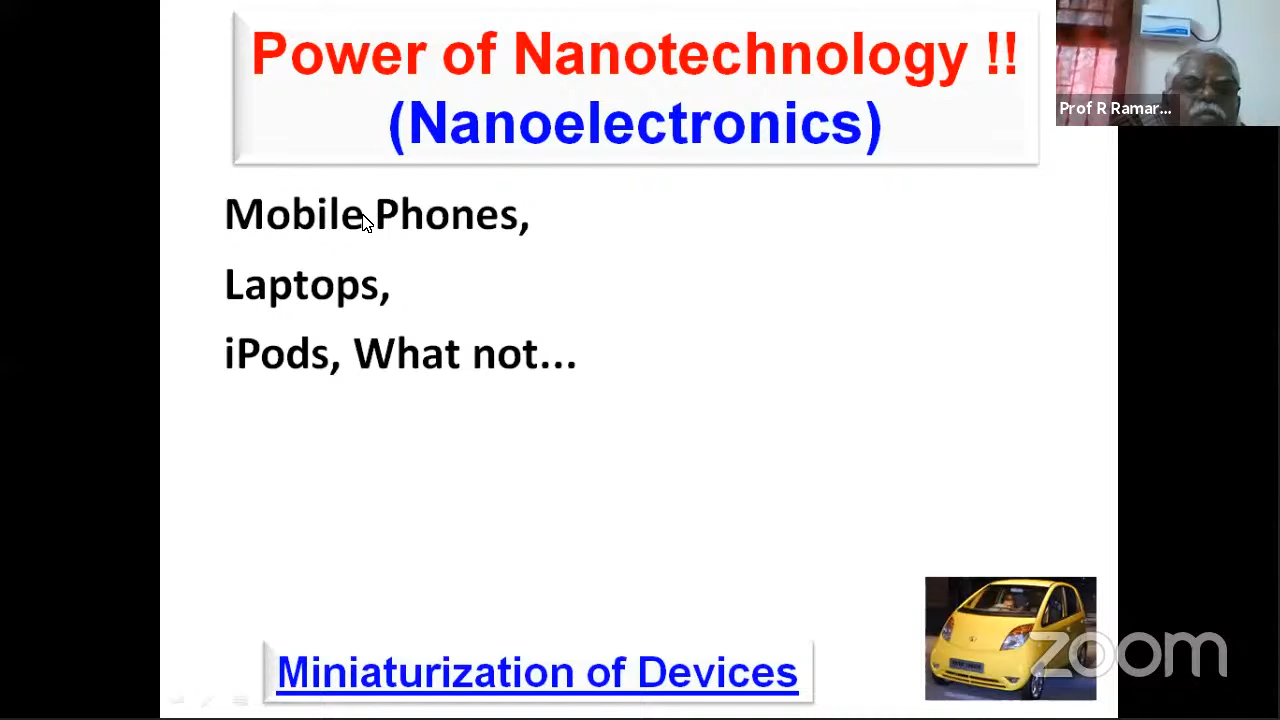 Power of Nanotechnology !!
(Nanoelectronics)
Prof R Ramar...
Mobile Phones,
Laptops,
iPods, What not...
Miniaturization of Devices
zoom